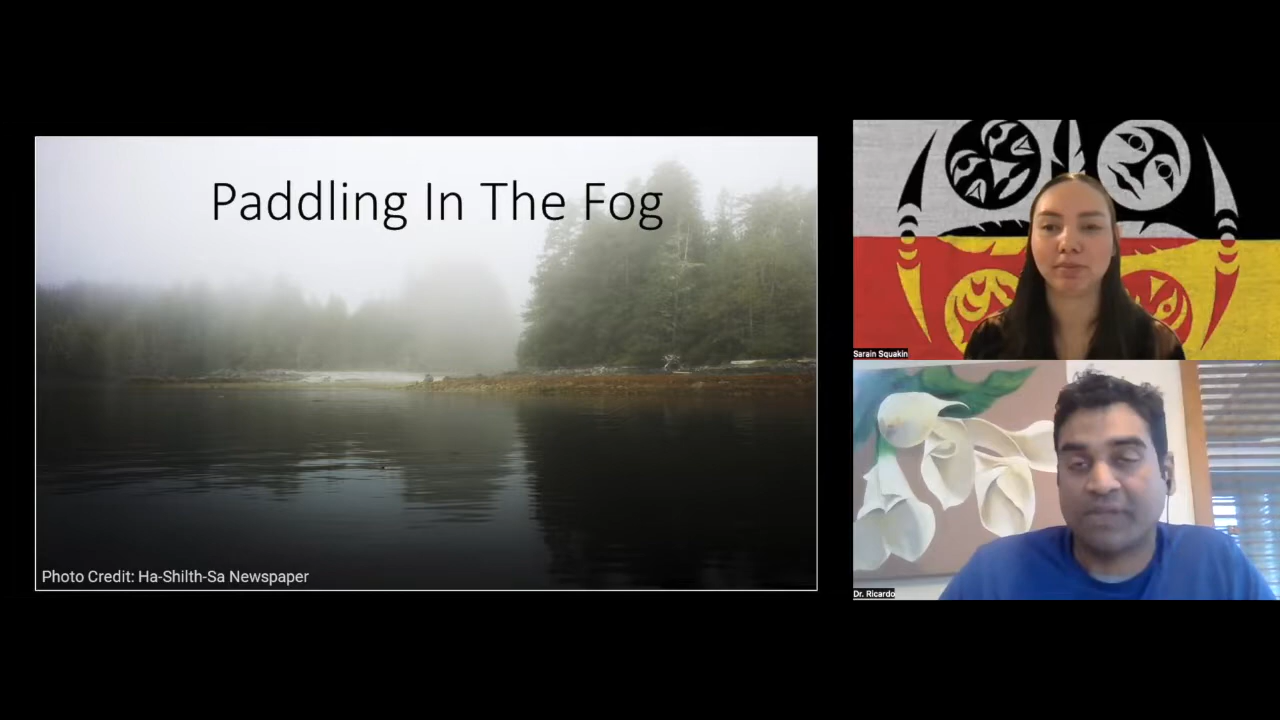 Paddling In The Fog
Photo Credit: Ha-Shilth-Sa Newspaper
Sarain Squakin
Dr. Ricardo